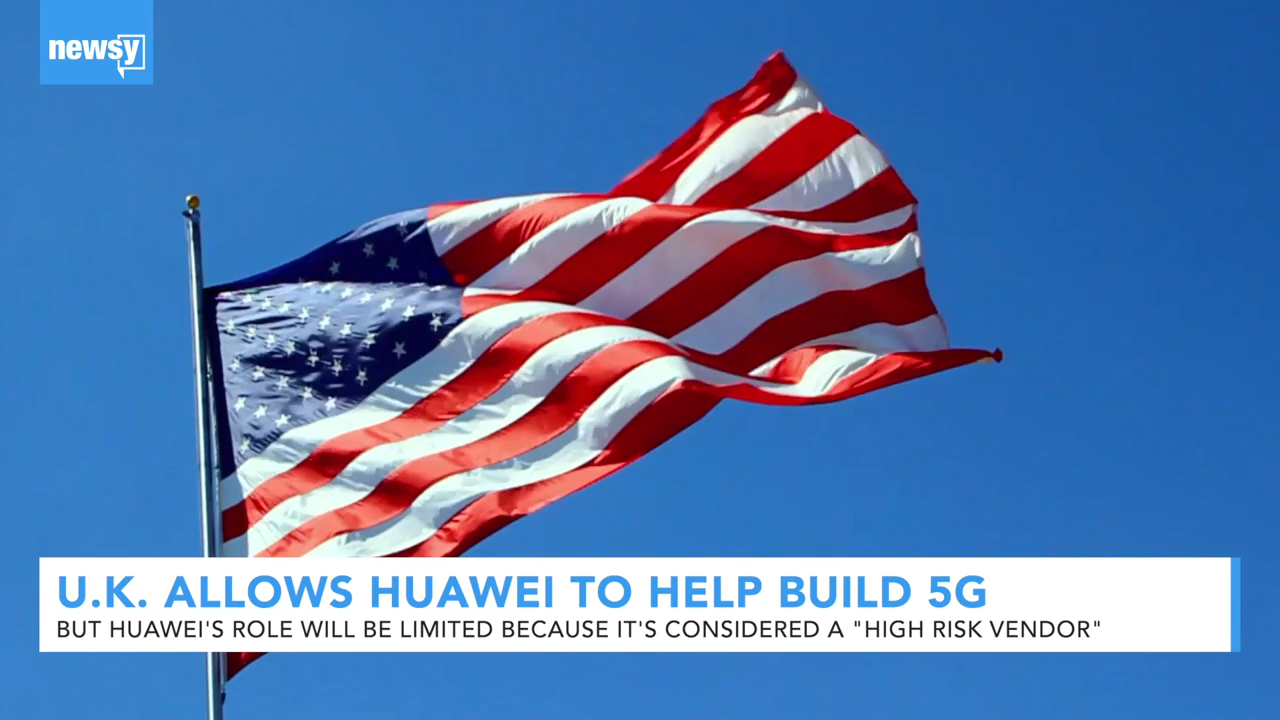 newsy
U.K. ALLOWS HUAWEI TO HELP BUILD 5G
BUT HUAWEI'S ROLE WILL BE LIMITED BECAUSE IT'S CONSIDERED A "HIGH RISK VENDOR"